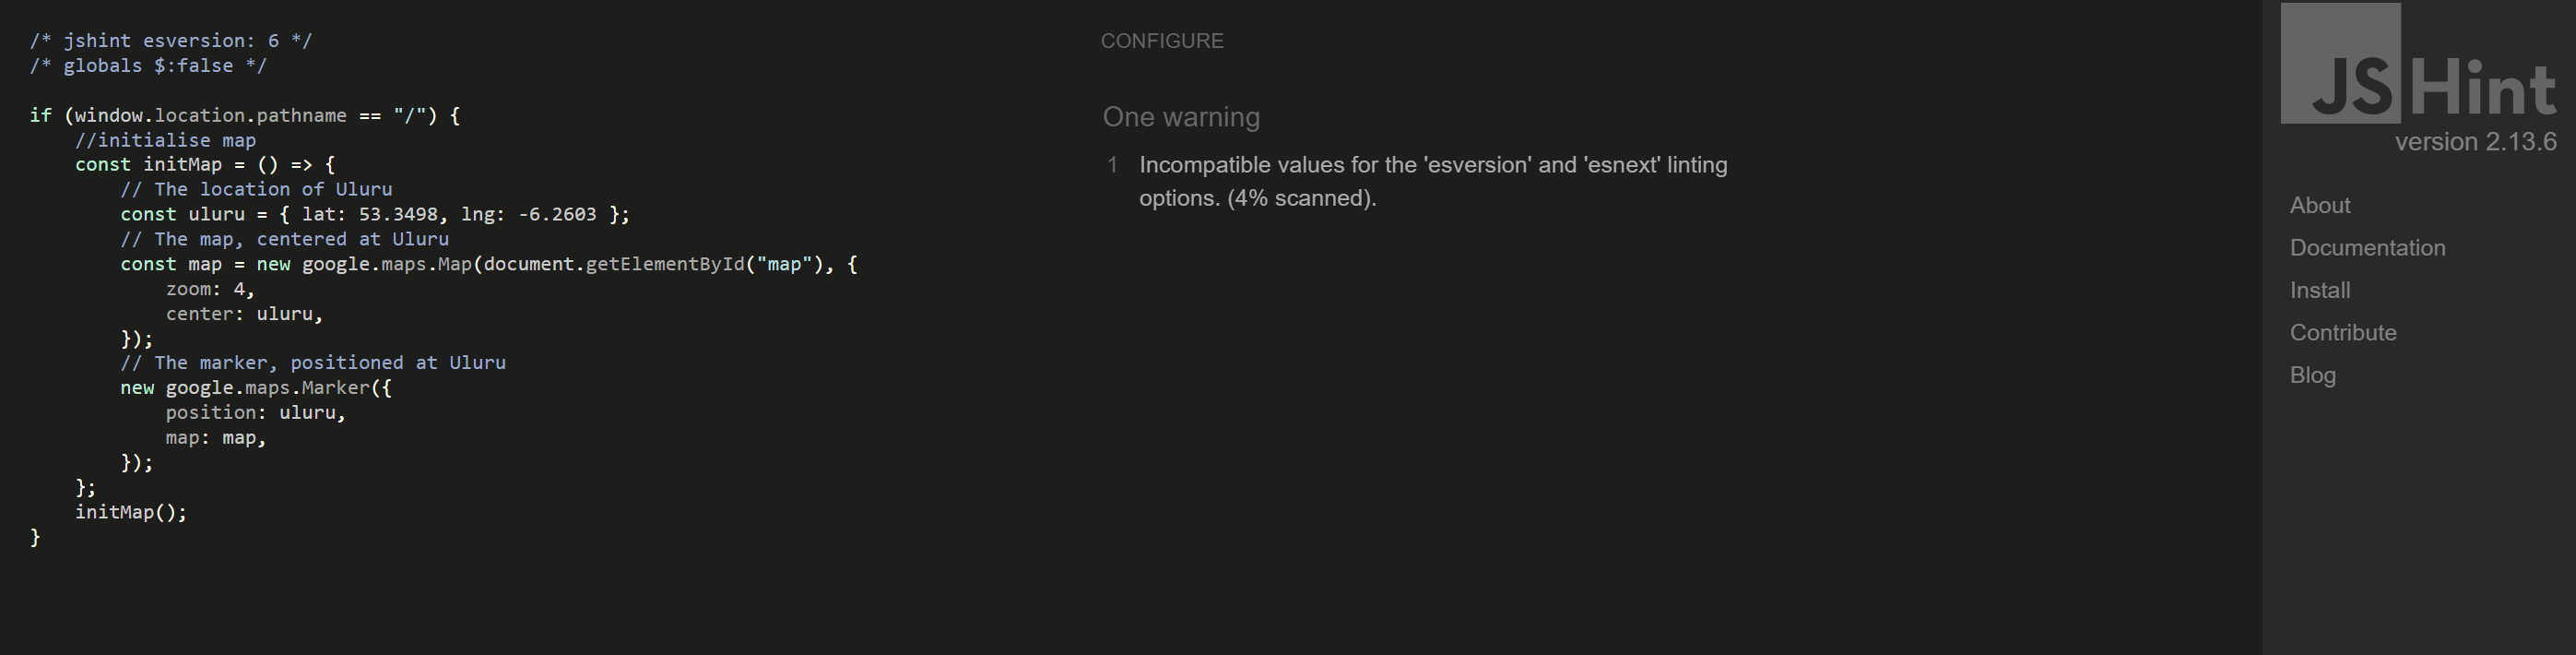 /* jshint esversion: 6 */
/* globals $:false */
if (window.location.pathname == "/") {
    //initialise map
    const initMap = () => {
        // The location of Uluru
        const uluru = { lat: 53.3498, lng: -6.2603 };
        // The map, centered at Uluru
        const map = new google.maps.Map(document.getElementById("map"), {
            zoom: 4,
            center: uluru,
        });
        // The marker, positioned at Uluru
        new google.maps.Marker({
            position: uluru,
            map: map,
        });
    };
    initMap();
}
CONFIGURE
One warning
1 Incompatible values for the 'esversion' and 'esnext' linting
options. (4% scanned).
JSHint
version 2.13.6
About
Documentation
Install
Contribute
Blog